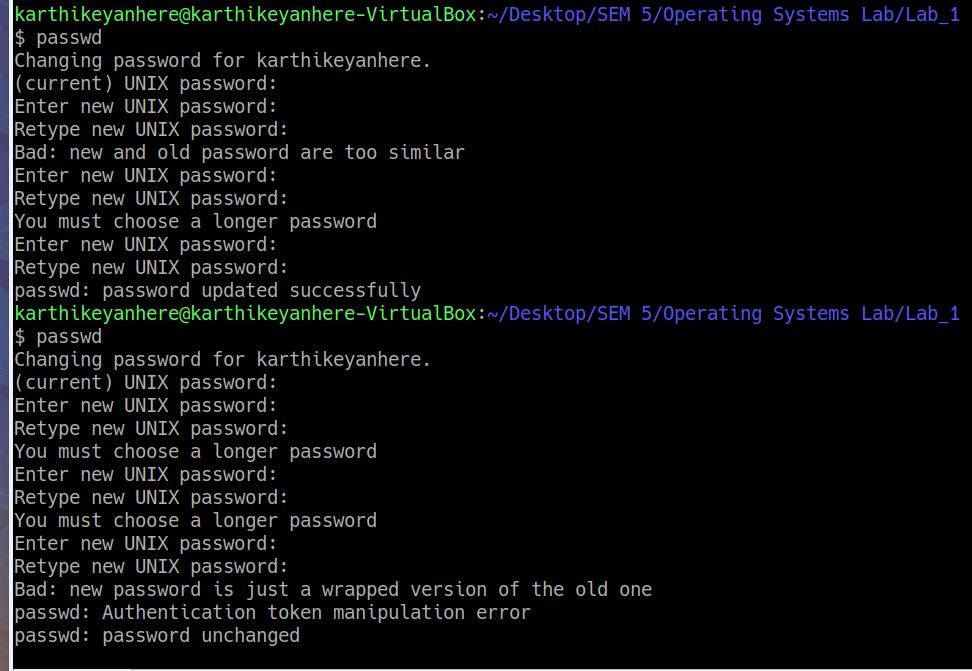 karthikeyanhere@karthikeyanhere-VirtualBox:~/Desktop/SEM 5/Operating Systems Lab/Lab_1
$ passwd
Changing password for karthikeyanhere.
(current) UNIX password:
Enter new UNIX password:
Retype new UNIX password:
Bad: new and old password are too similar
Enter new UNIX password:
Retype new UNIX password:
You must choose a longer password
Enter new UNIX password:
Retype new UNIX password:
passwd: password updated successfully
karthikeyanhere@karthikeyanhere-VirtualBox:~/Desktop/SEM 5/Operating Systems Lab/Lab_1
$ passwd
Changing password for karthikeyanhere.
(current) UNIX password:
Enter new UNIX password:
Retype new UNIX password:
You must choose a longer password
Enter new UNIX password:
Retype new UNIX password:
You must choose a longer password
Enter new UNIX password:
Retype new UNIX password:
Bad: new password is just a wrapped version of the old one
passwd: Authentication token manipulation error
passwd: password unchanged